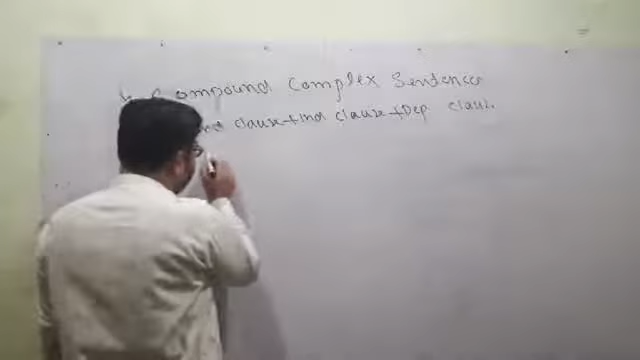 Compound Complex Sentences
clause + Ind clause + Dep clause